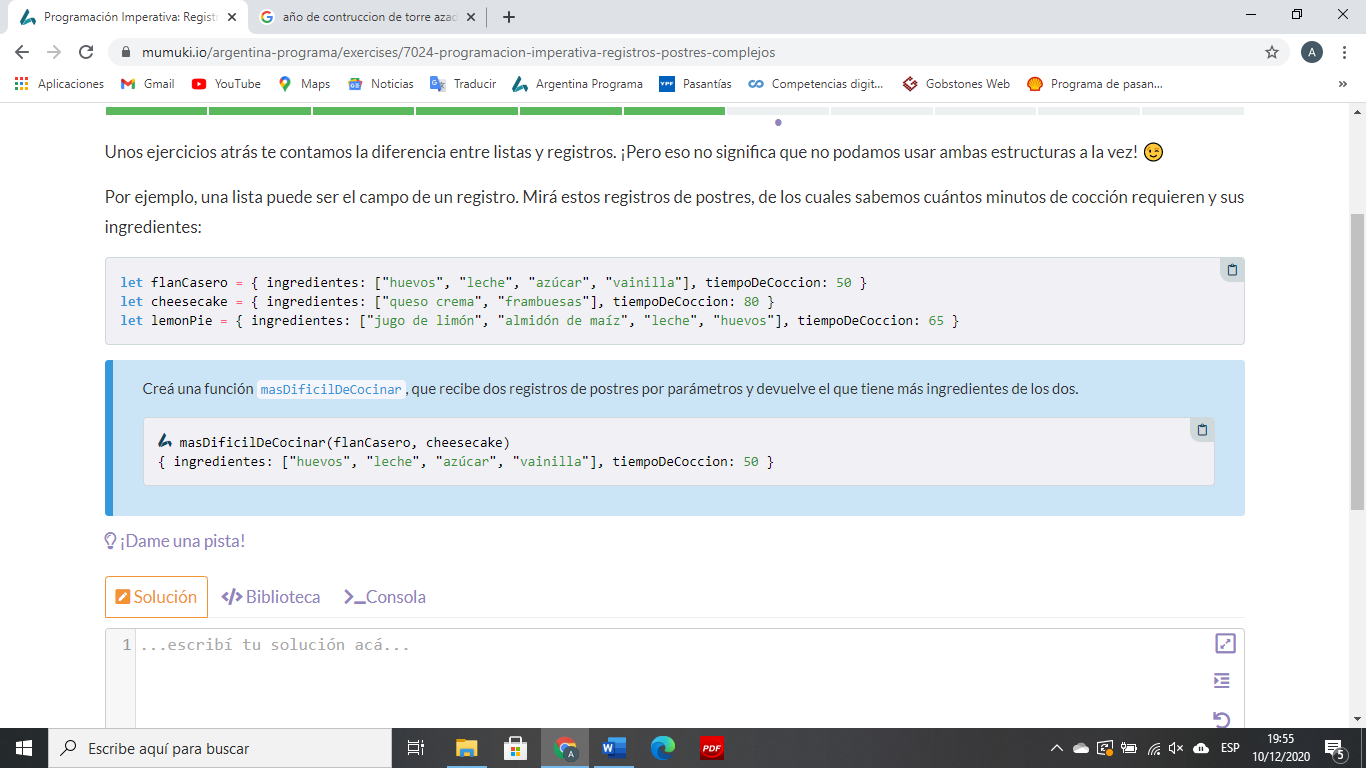 Programación Imperativa: Registr
año de contruccion de torre azad
mumuki.io/argentina-programa/exercises/7024-programacion-imperativa-registros-postres-complejos
A
Aplicaciones Gmail YouTube Maps Noticias Traducir Argentina Programa YPF Pasantías Competencias digit... Gobstones Web Programa de pasan... »
Unos ejercicios atrás te contamos la diferencia entre listas y registros. ¡Pero eso no significa que no podamos usar ambas estructuras a la vez! 😉
Por ejemplo, una lista puede ser el campo de un registro. Mirá estos registros de postres, de los cuales sabemos cuántos minutos de cocción requieren y sus
ingredientes:
let flanCasero = { ingredientes: ["huevos", "leche", "azúcar", "vainilla"], tiempoDeCoccion: 50 }
let cheesecake = { ingredientes: ["queso crema", "frambuesas"], tiempoDeCoccion: 80 }
let lemonPie = { ingredientes: ["jugo de limón", "almidón de maíz", "leche", "huevos"], tiempoDeCoccion: 65 }
Creá una función masDificilDeCocinar, que recibe dos registros de postres por parámetros y devuelve el que tiene más ingredientes de los dos.
masDificilDeCocinar(flanCasero, cheesecake)
{ ingredientes: ["huevos", "leche", "azúcar", "vainilla"], tiempoDeCoccion: 50 }
¡Dame una pista!
Solución </> Biblioteca >_Consola
1 ...escribí tu solución acá...
Escribe aquí para buscar
A
W
PDF
ESP
19:55
10/12/2020
5